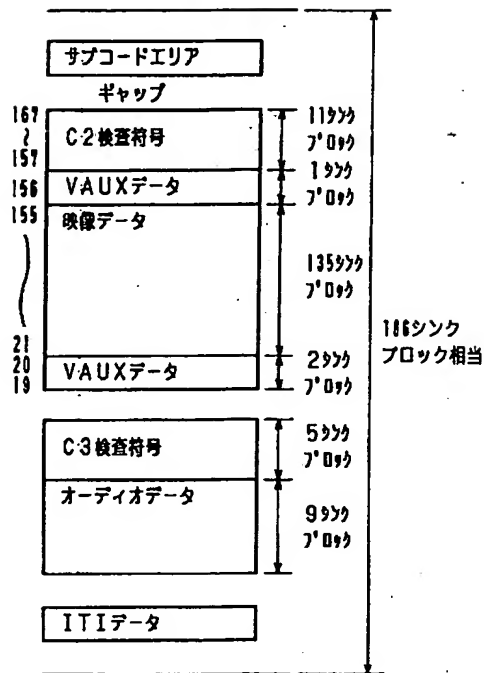 サブコードエリア
ギャップ
167
〜
157
C2検査符号
11シンク
ブロック
156
VAUXデータ
1シンク
ブロック
155
映像データ
135シンク
ブロック
21
20
19
VAUXデータ
2シンク
ブロック
186シンク
ブロック相当
C3検査符号
5シンク
ブロック
オーディオデータ
9シンク
ブロック
ITIデータ